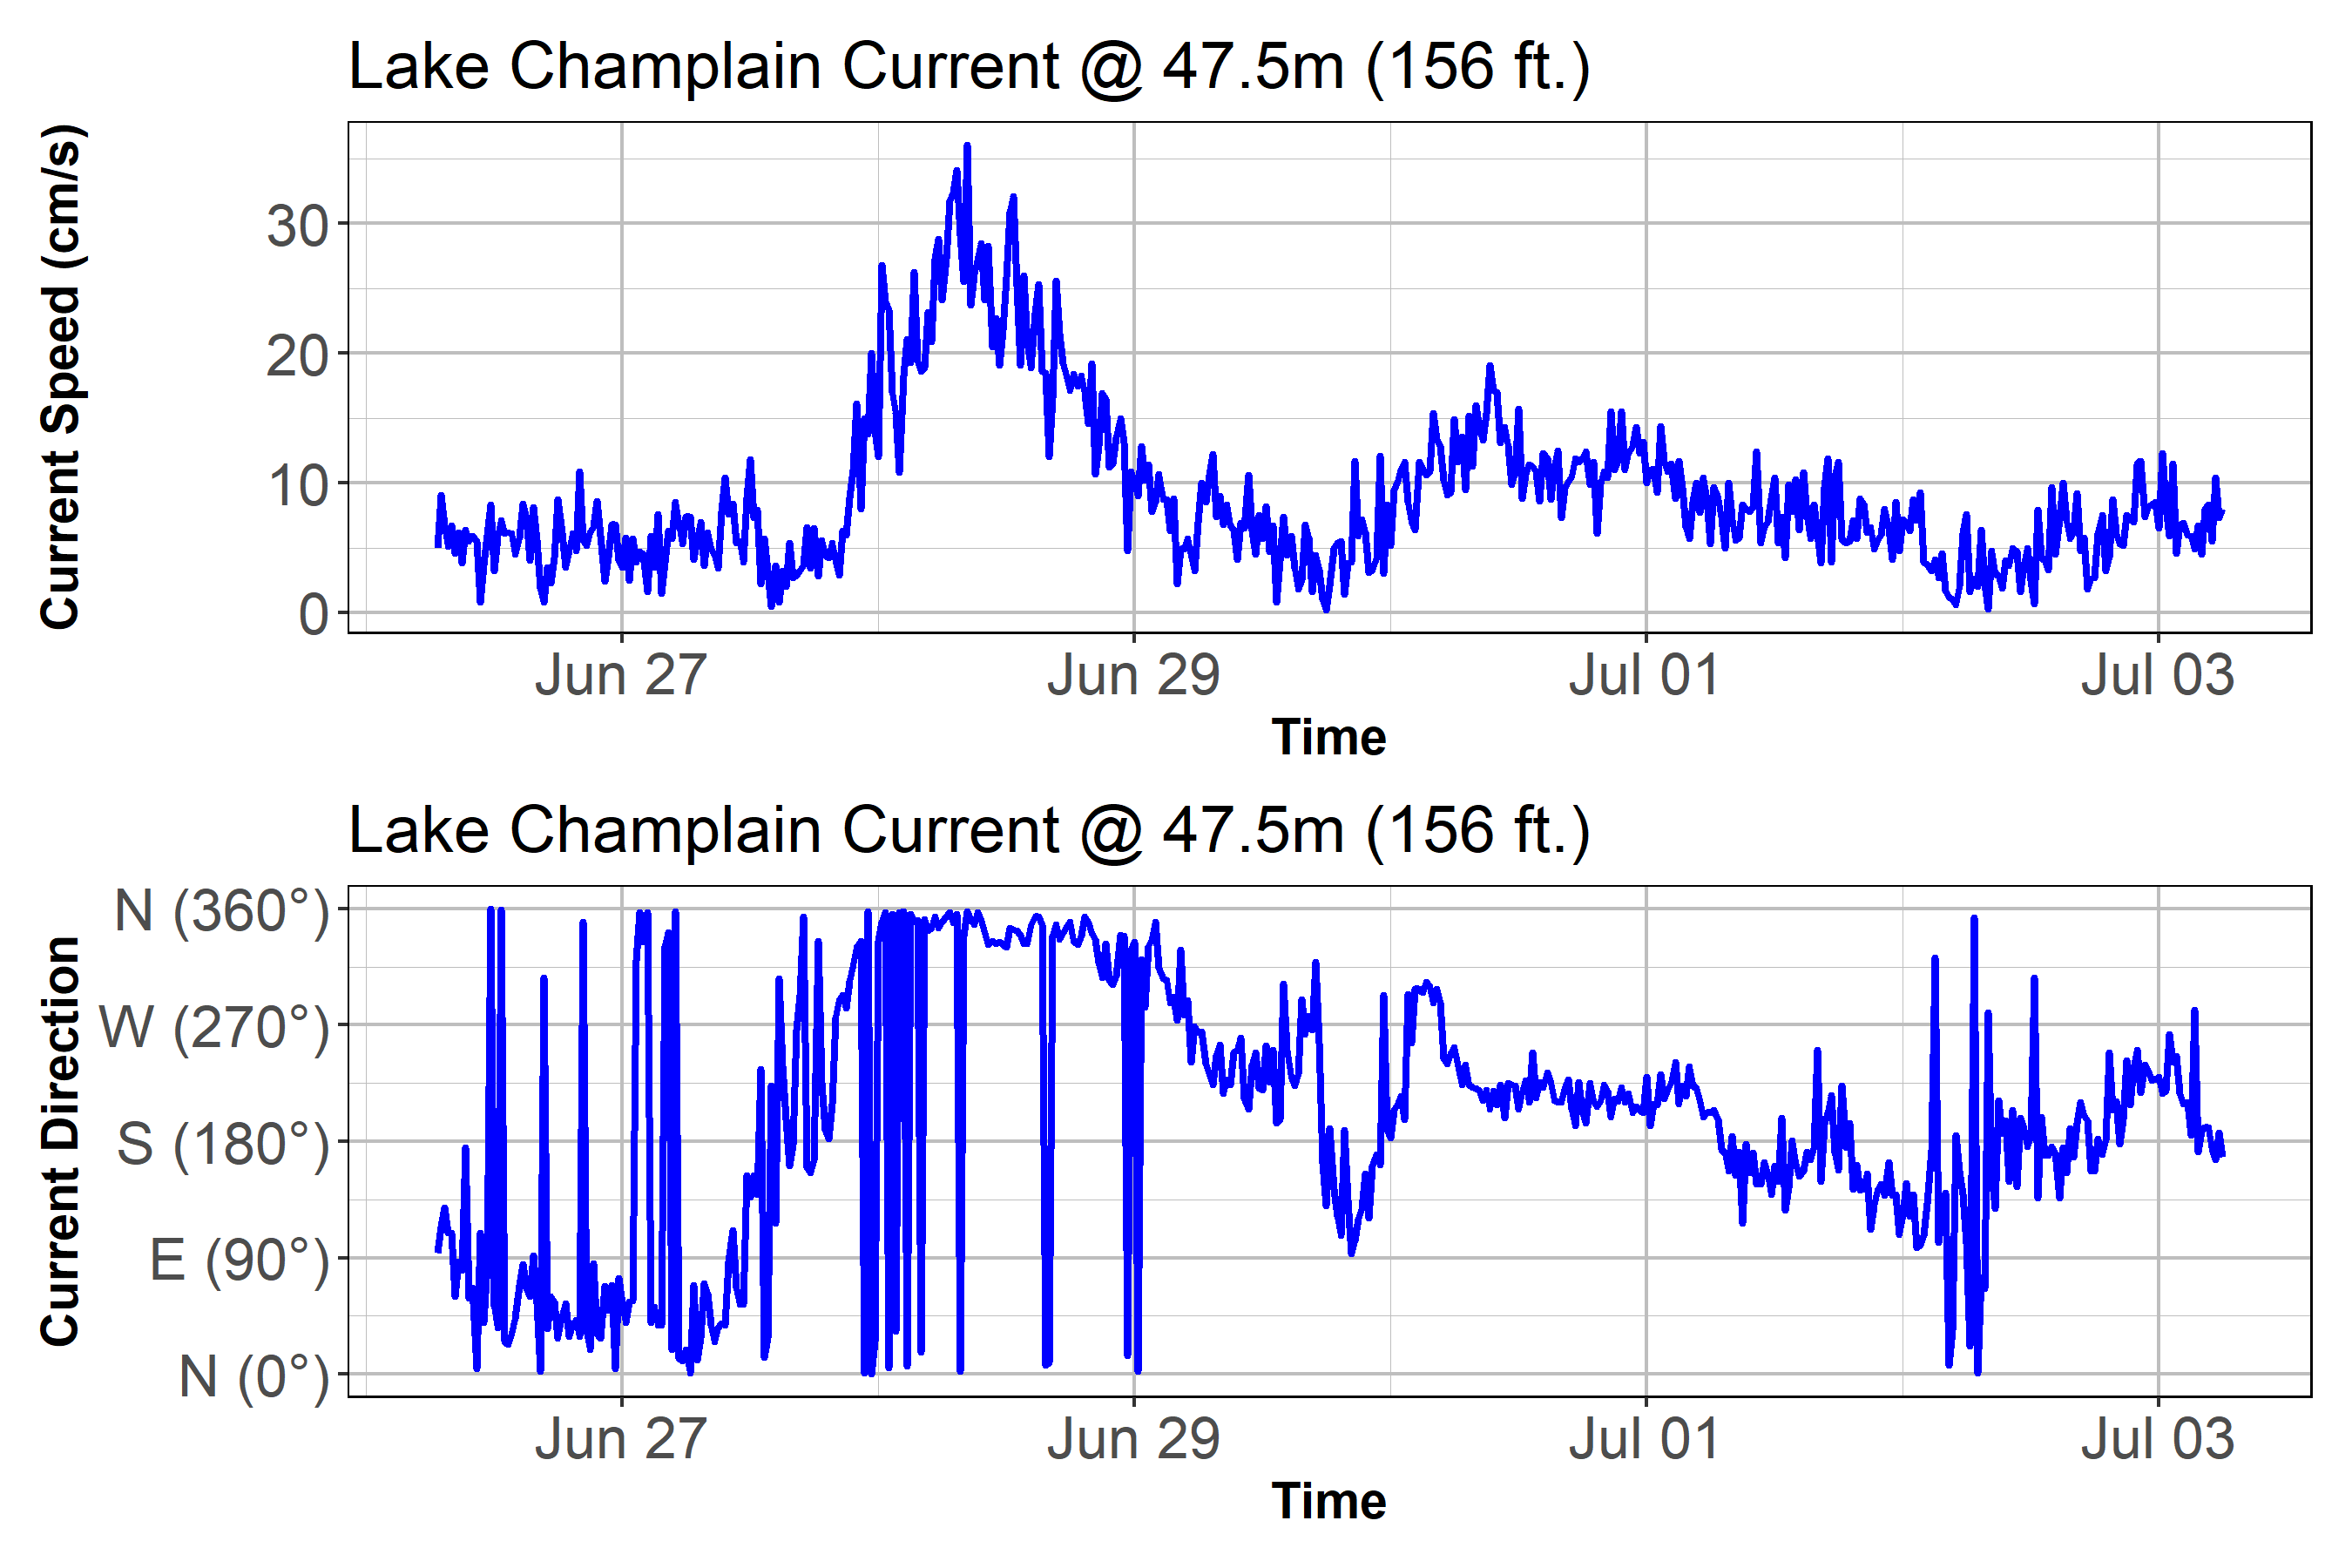 Lake Champlain Current @ 47.5m (156 ft.)
Current Speed (cm/s)
30
20
10
0
Jun 27
Jun 29
Jul 01
Jul 03
Time
Lake Champlain Current @ 47.5m (156 ft.)
Current Direction
N (360°)
W (270°)
S (180°)
E (90°)
N (0°)
Jun 27
Jun 29
Jul 01
Jul 03
Time